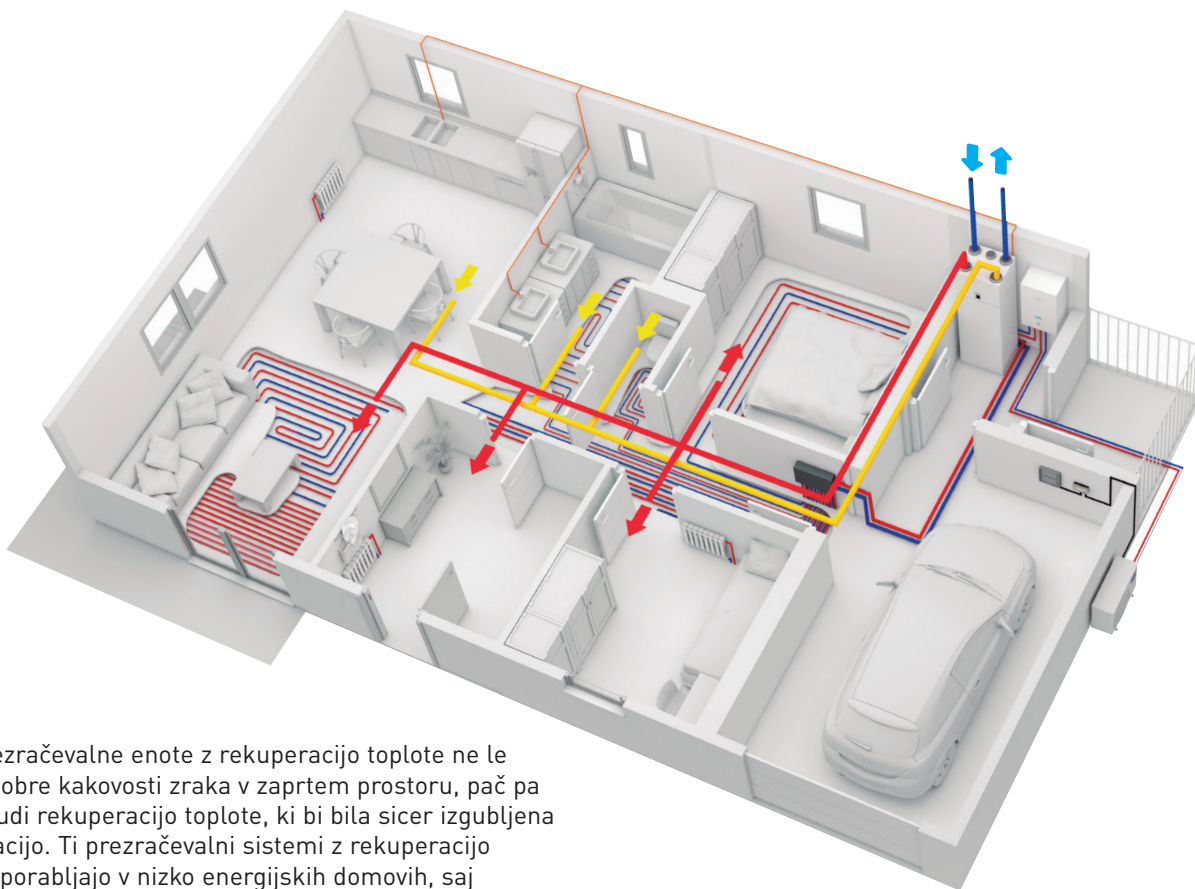 ezračevalne enote z rekuperacijo toplote ne le
obre kakovosti zraka v zaprtem prostoru, pač pa
udi rekuperacijo toplote, ki bi bila sicer izgubljena
acijo. Ti prezračevalni sistemi z rekuperacijo
porabljajo v nizko energijskih domovih, saj